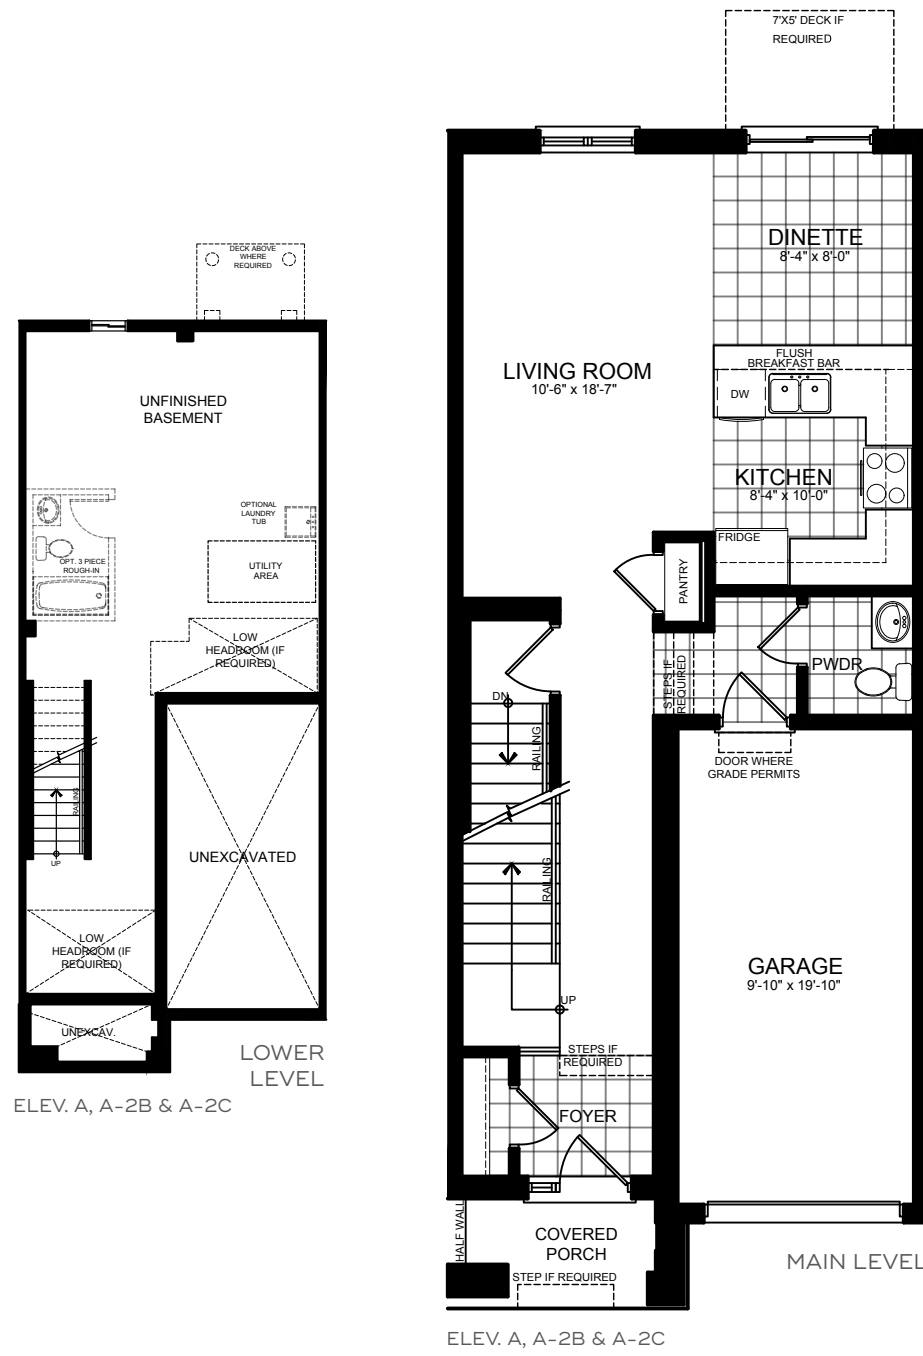 DECK ABOVE
WHERE
REQUIRED
UNFINISHED
BASEMENT
OPTIONAL
LAUNDRY
TUB
OPT. 3 PIECE
ROUGH-IN
UTILITY
AREA
LOW
HEADROOM (IF
REQUIRED)
RAILING
UP
UNEXCAVATED
LOW
HEADROOM (IF
REQUIRED)
UNEXCAV.
LOWER
LEVEL
ELEV. A, A-2B & A-2C
7'X5' DECK IF
REQUIRED
DINETTE
8'-4" x 8'-0"
FLUSH
BREAKFAST BAR
LIVING ROOM
10'-6" x 18'-7"
DW
KITCHEN
8'-4" x 10'-0"
FRIDGE
PANTRY
PWDR
STEPS IF
REQUIRED
DN
RAILING
DOOR WHERE
GRADE PERMITS
RAILING
GARAGE
9'-10" x 19'-10"
UP
STEPS IF
REQUIRED
FOYER
HALF WALL
COVERED
PORCH
STEP IF REQUIRED
MAIN LEVEL
ELEV. A, A-2B & A-2C